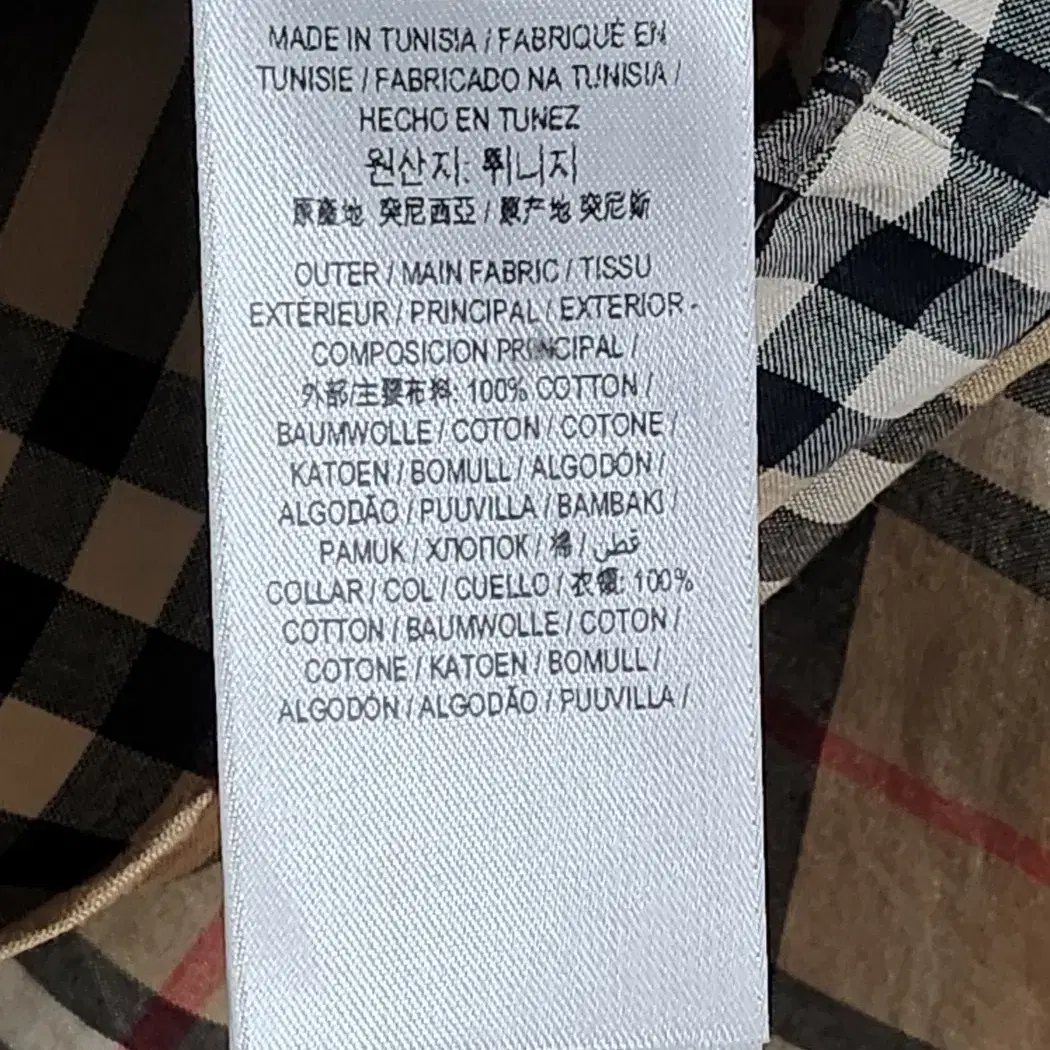 MADE IN TUNISIA / FABRIQUÉ EN
TUNISIE / FABRICADO NA TUNISIA /
HECHO EN TUNEZ
원산지: 튀니지
原產地 突尼西亞 / 原产地 突尼斯
OUTER / MAIN FABRIC / TISSU
EXTÉRIEUR / PRINCIPAL / EXTERIOR -
COMPOSICION PRINCIPAL /
外部/主要布料: 100% COTTON /
BAUMWOLLE / COTON / COTONE /
KATOEN / BOMULL / ALGODÓN /
ALGODÃO / PUUVILLA / BAMBAKI /
PAMUK / ХЛОПОК / 棉 / قطن
COLLAR / COL / CUELLO / 衣領: 100%
COTTON / BAUMWOLLE / COTON /
COTONE / KATOEN / BOMULL /
ALGODÓN / ALGODÃO / PUUVILLA /